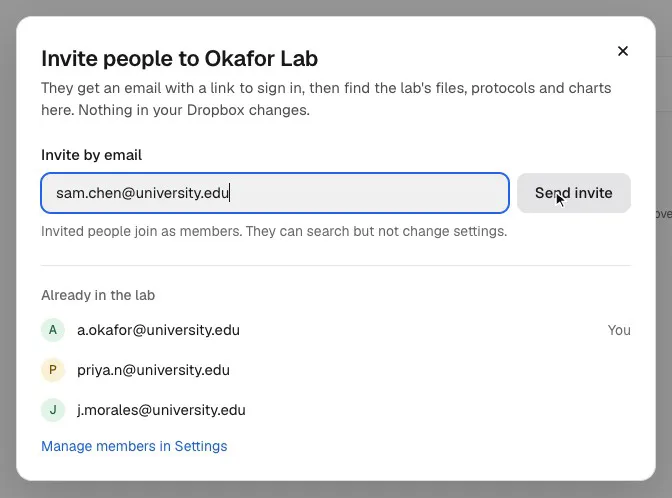 Invite people to Okafor Lab
They get an email with a link to sign in, then find the lab's files, protocols and charts
here. Nothing in your Dropbox changes.
Invite by email
sam.chen@university.edu
Send invite
Invited people join as members. They can search but not change settings.
Already in the lab
A
a.okafor@university.edu
You
P
priya.n@university.edu
J
j.morales@university.edu
Manage members in Settings